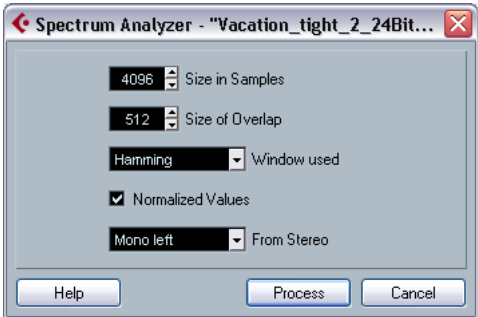 Spectrum Analyzer - "Vacation_tight_2_24Bit...
4096 Size in Samples
512 Size of Overlap
Hamming Window used
Normalized Values
Mono left From Stereo
Help Process Cancel